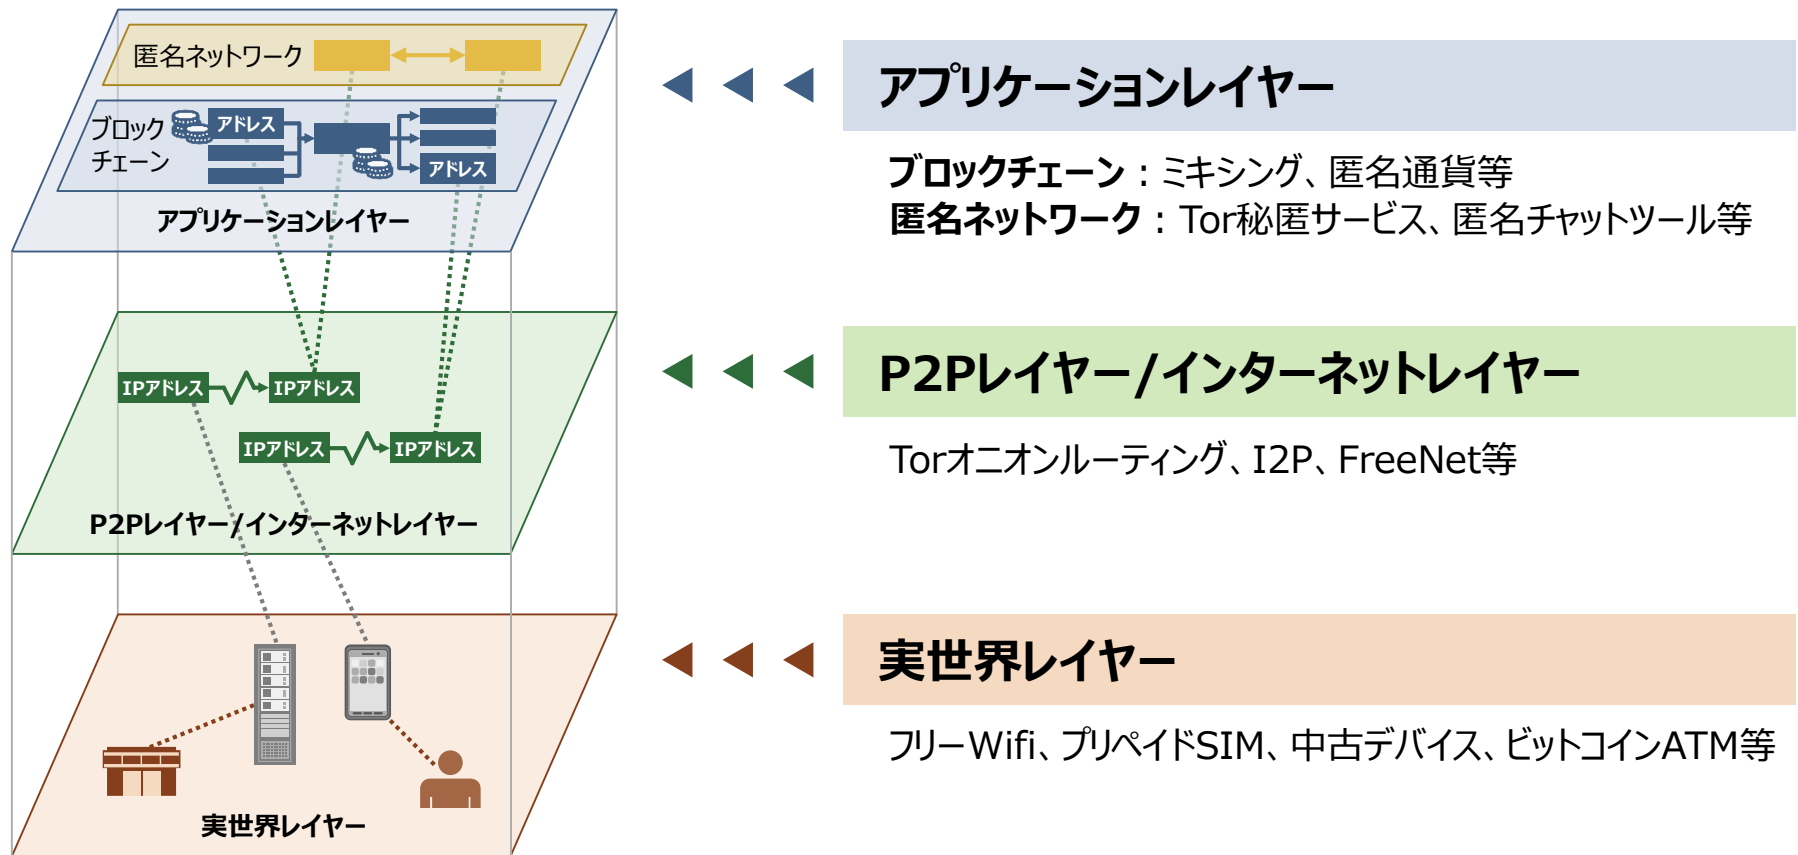 匿名ネットワーク
ブロック
チェーン
アドレス
アドレス
アプリケーションレイヤー
IPアドレス
IPアドレス
IPアドレス
IPアドレス
P2Pレイヤー/インターネットレイヤー
実世界レイヤー
アプリケーションレイヤー
ブロックチェーン：ミキシング、匿名通貨等
匿名ネットワーク：Tor秘匿サービス、匿名チャットツール等
P2Pレイヤー/インターネットレイヤー
Torオニオンルーティング、I2P、FreeNet等
実世界レイヤー
フリーWifi、プリペイドSIM、中古デバイス、ビットコインATM等